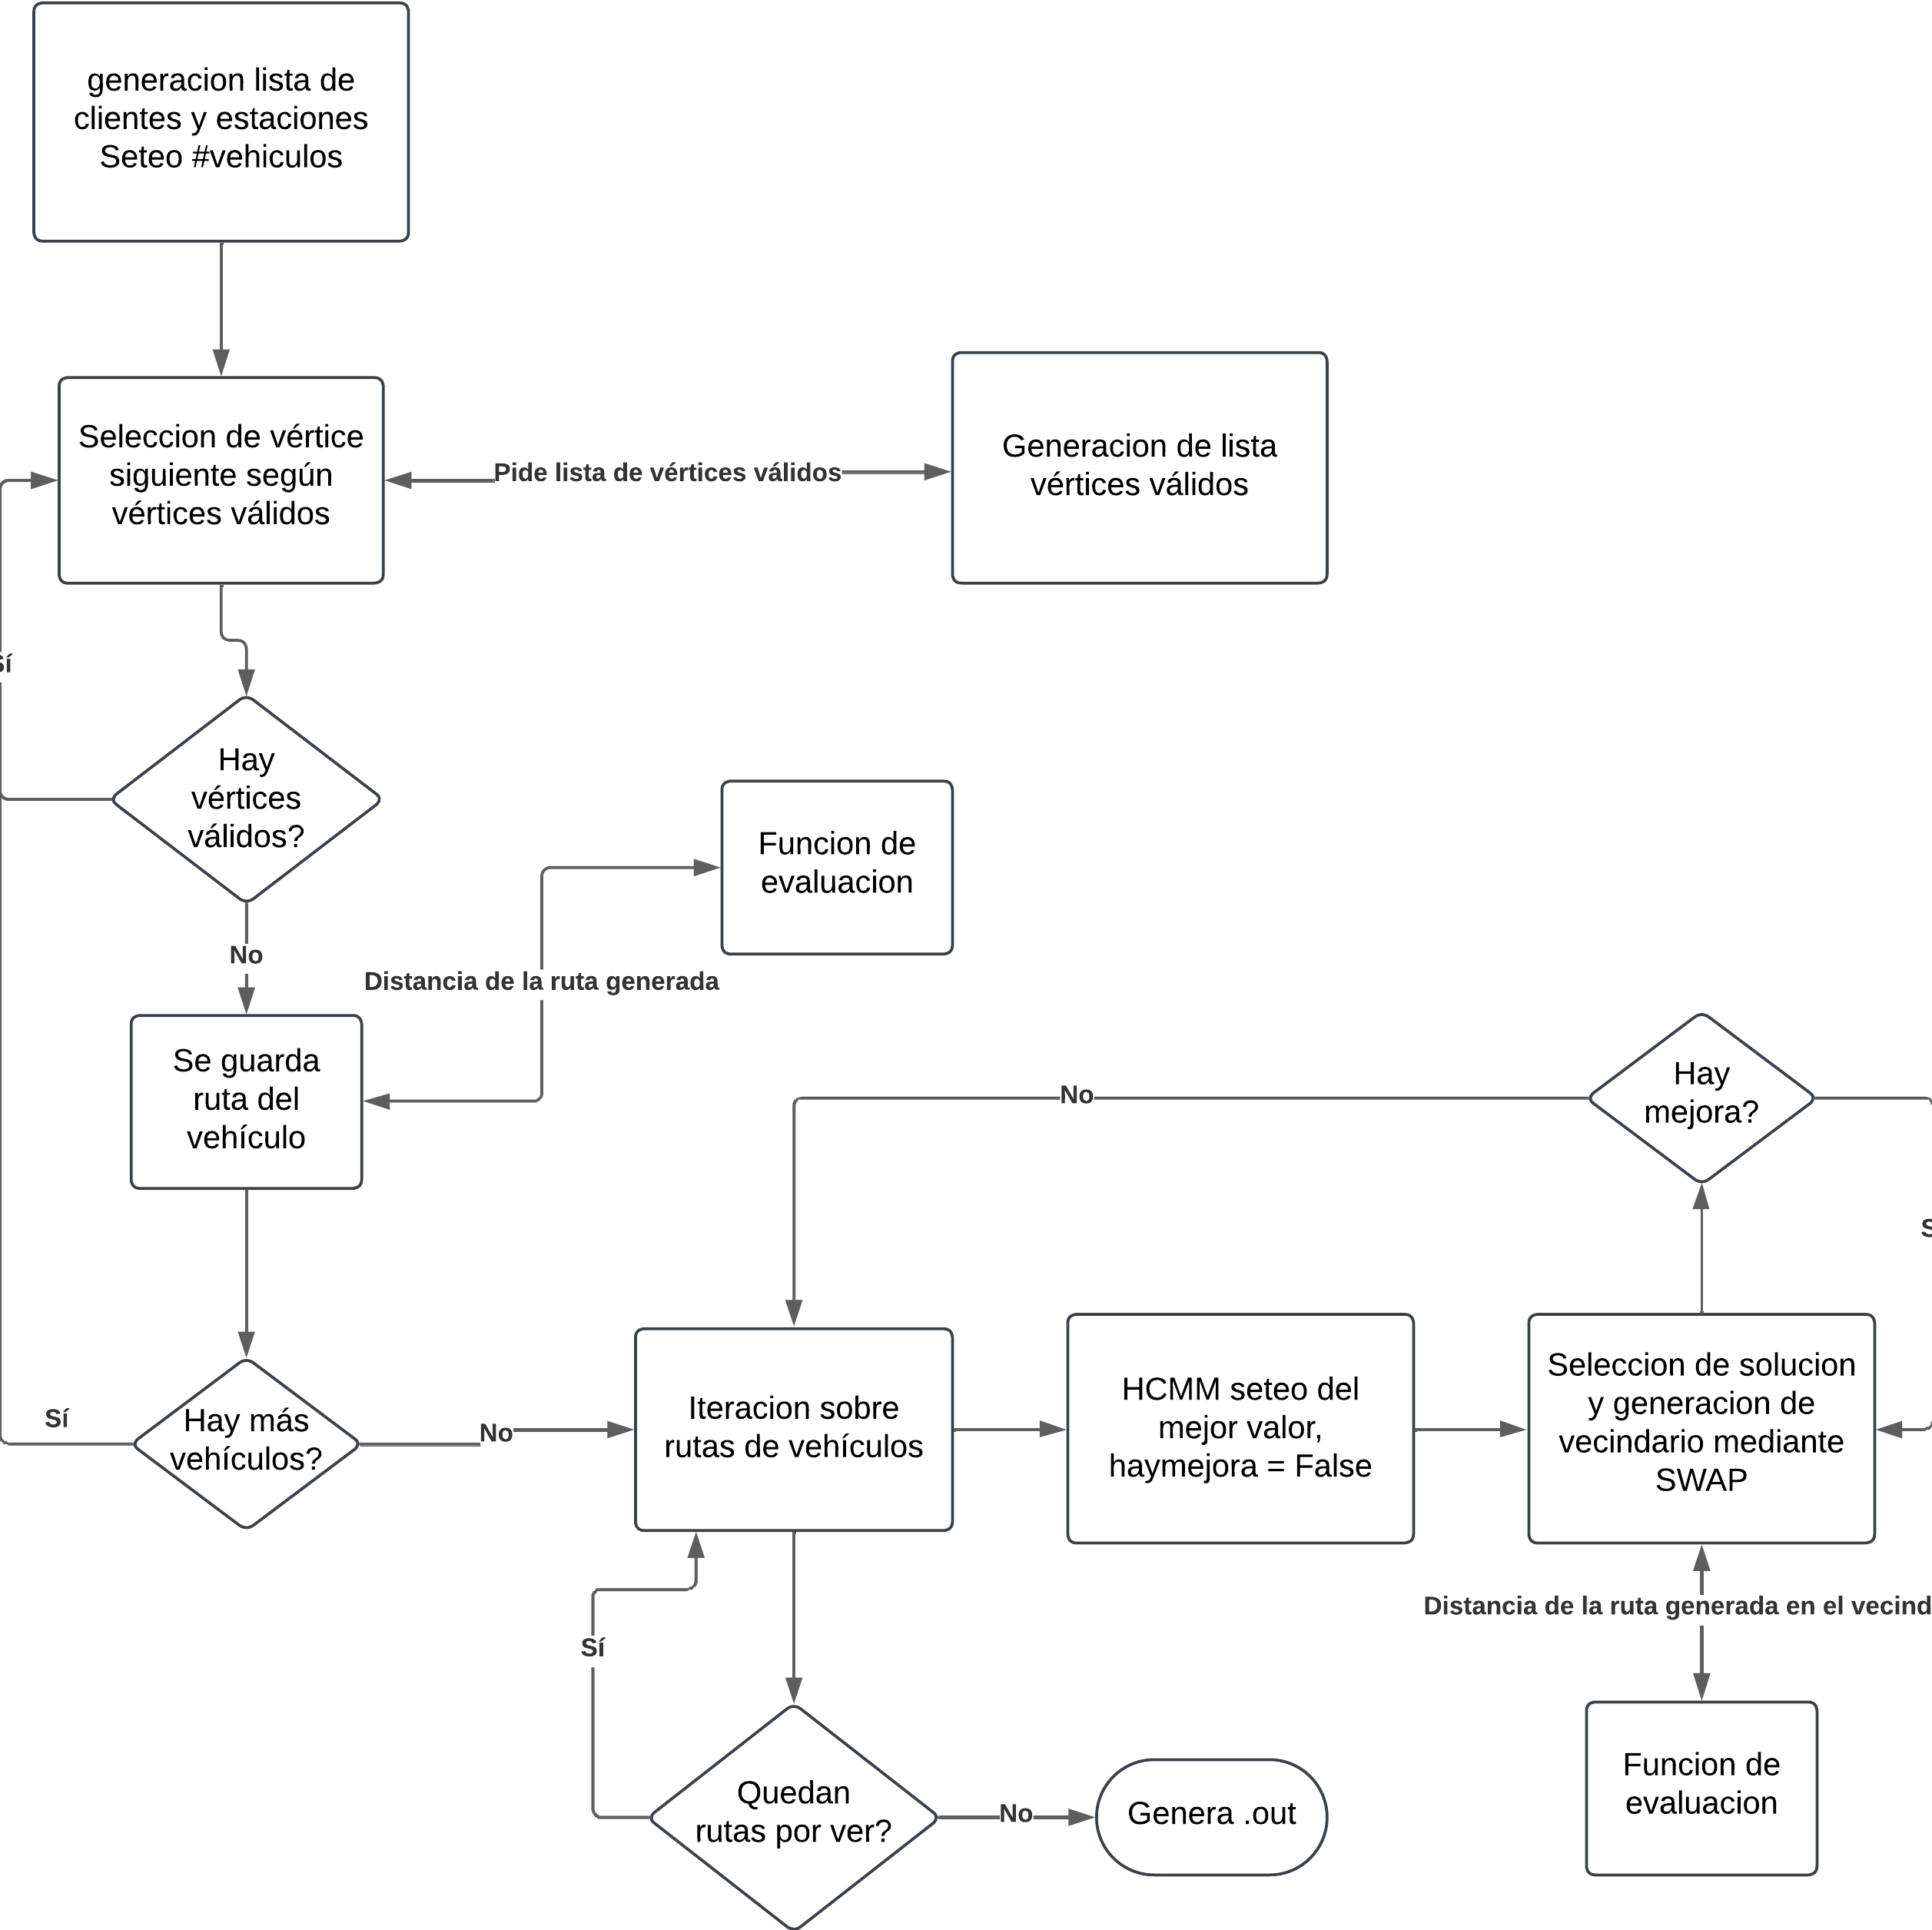 generacion lista de
clientes y estaciones
Seteo #vehiculos
Seleccion de vértice
siguiente según
vértices válidos
Pide lista de vértices válidos
Generacion de lista
vértices válidos
Sí
Hay
vértices
válidos?
Funcion de
evaluacion
No
Distancia de la ruta generada
Se guarda
ruta del
vehículo
Hay
mejora?
No
Sí
Hay más
vehículos?
No
Iteracion sobre
rutas de vehículos
HCMM seteo del
mejor valor,
haymejora = False
Seleccion de solucion
y generacion de
vecindario mediante
SWAP
Distancia de la ruta generada en el vecind
Sí
Quedan
rutas por ver?
No
Genera .out
Funcion de
evaluacion